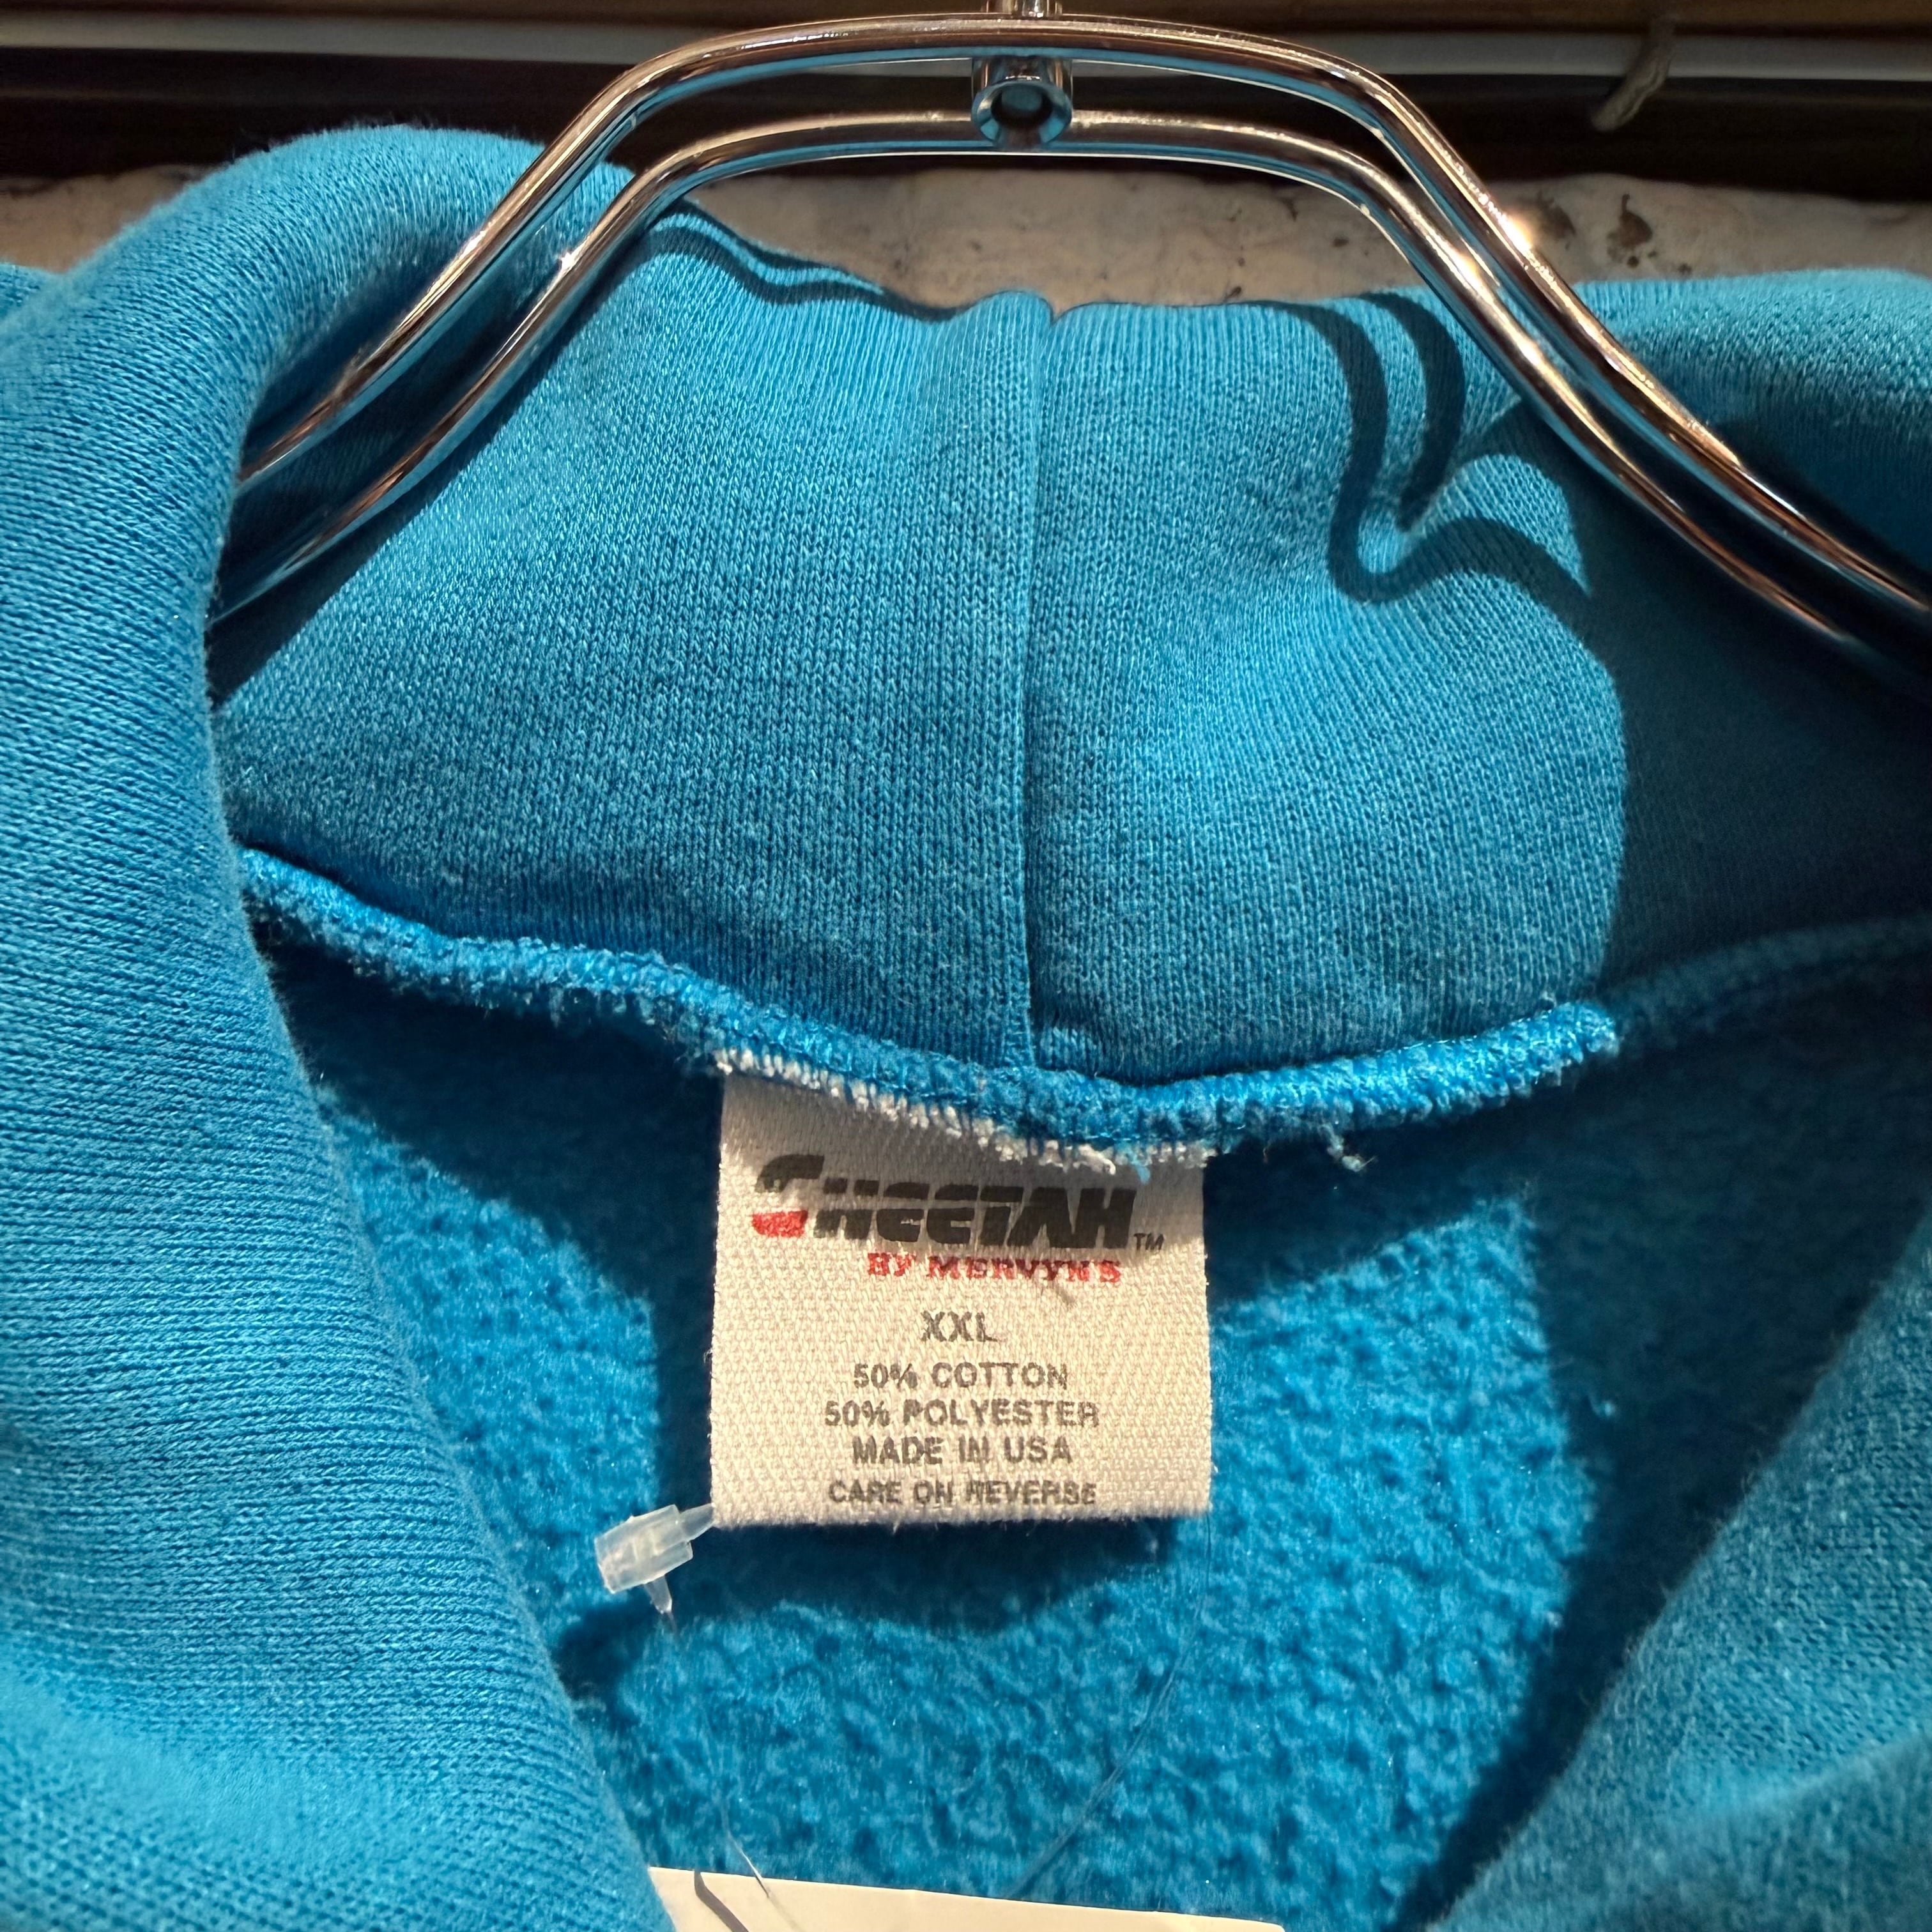 CHEETAH™
BY MERVYN'S
XXL
50% COTTON
50% POLYESTER
MADE IN USA
CARE ON REVERSE